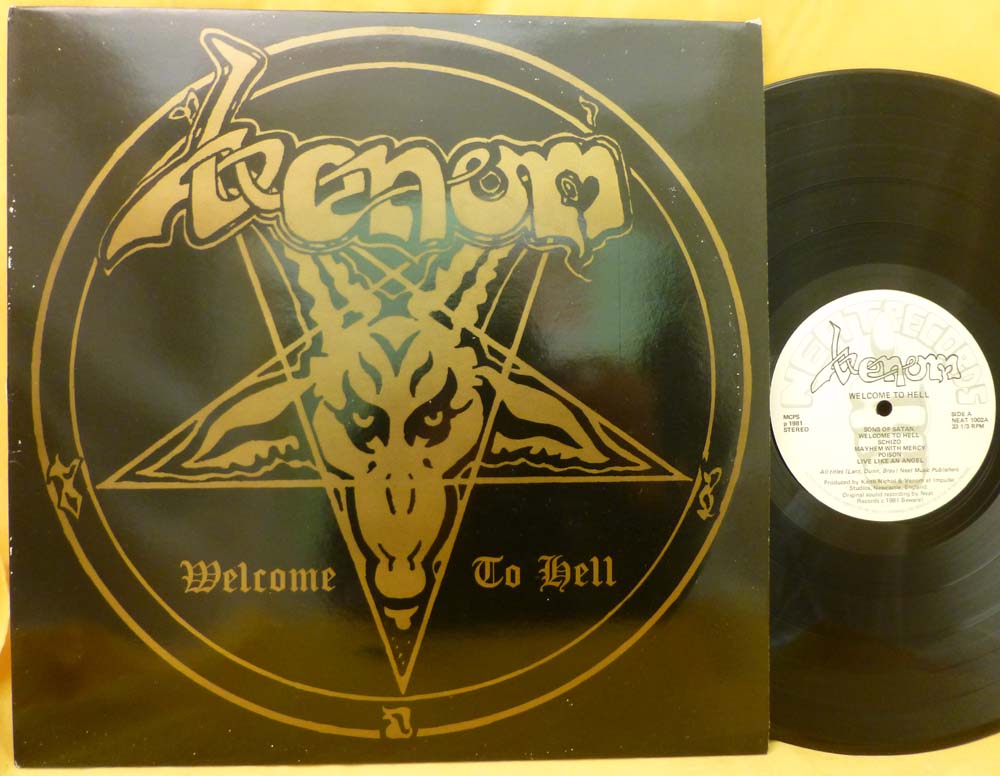 Venom
Welcome To Hell
NEAT RECORDS
Venom
WELCOME TO HELL
MCPS
p 1981
STEREO
SIDE A
NEAT 1002A
33 1/3 RPM
SONS OF SATAN
WELCOME TO HELL
SCHIZO
MAYHEM WITH MERCY
POISON
LIVE LIKE AN ANGEL
All titles (Lant, Dunn, Bray) Neat Music Publishers
Produced by Keith Nichol & Venom at Impulse
Studios, Newcastle, England.
Original sound recording by Neat
Records c 1981 Beware!